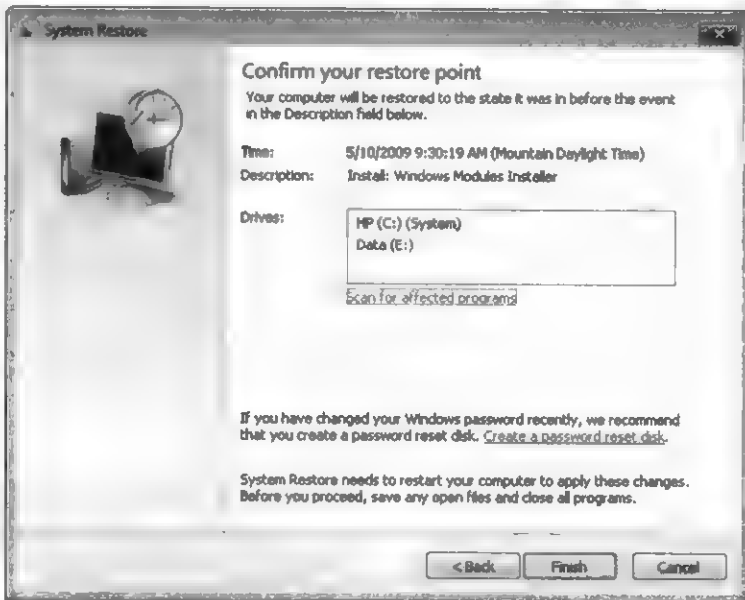 System Restore
Confirm your restore point
Your computer will be restored to the state it was in before the event
in the Description field below.
Time: 5/10/2009 9:30:19 AM (Mountain Daylight Time)
Description: Install: Windows Modules Installer
Drives: HP (C:) (System)
Data (E:)
Scan for affected programs
If you have changed your Windows password recently, we recommend
that you create a password reset disk. Create a password reset disk.
System Restore needs to restart your computer to apply these changes.
Before you proceed, save any open files and close all programs.
< Back Finish Cancel